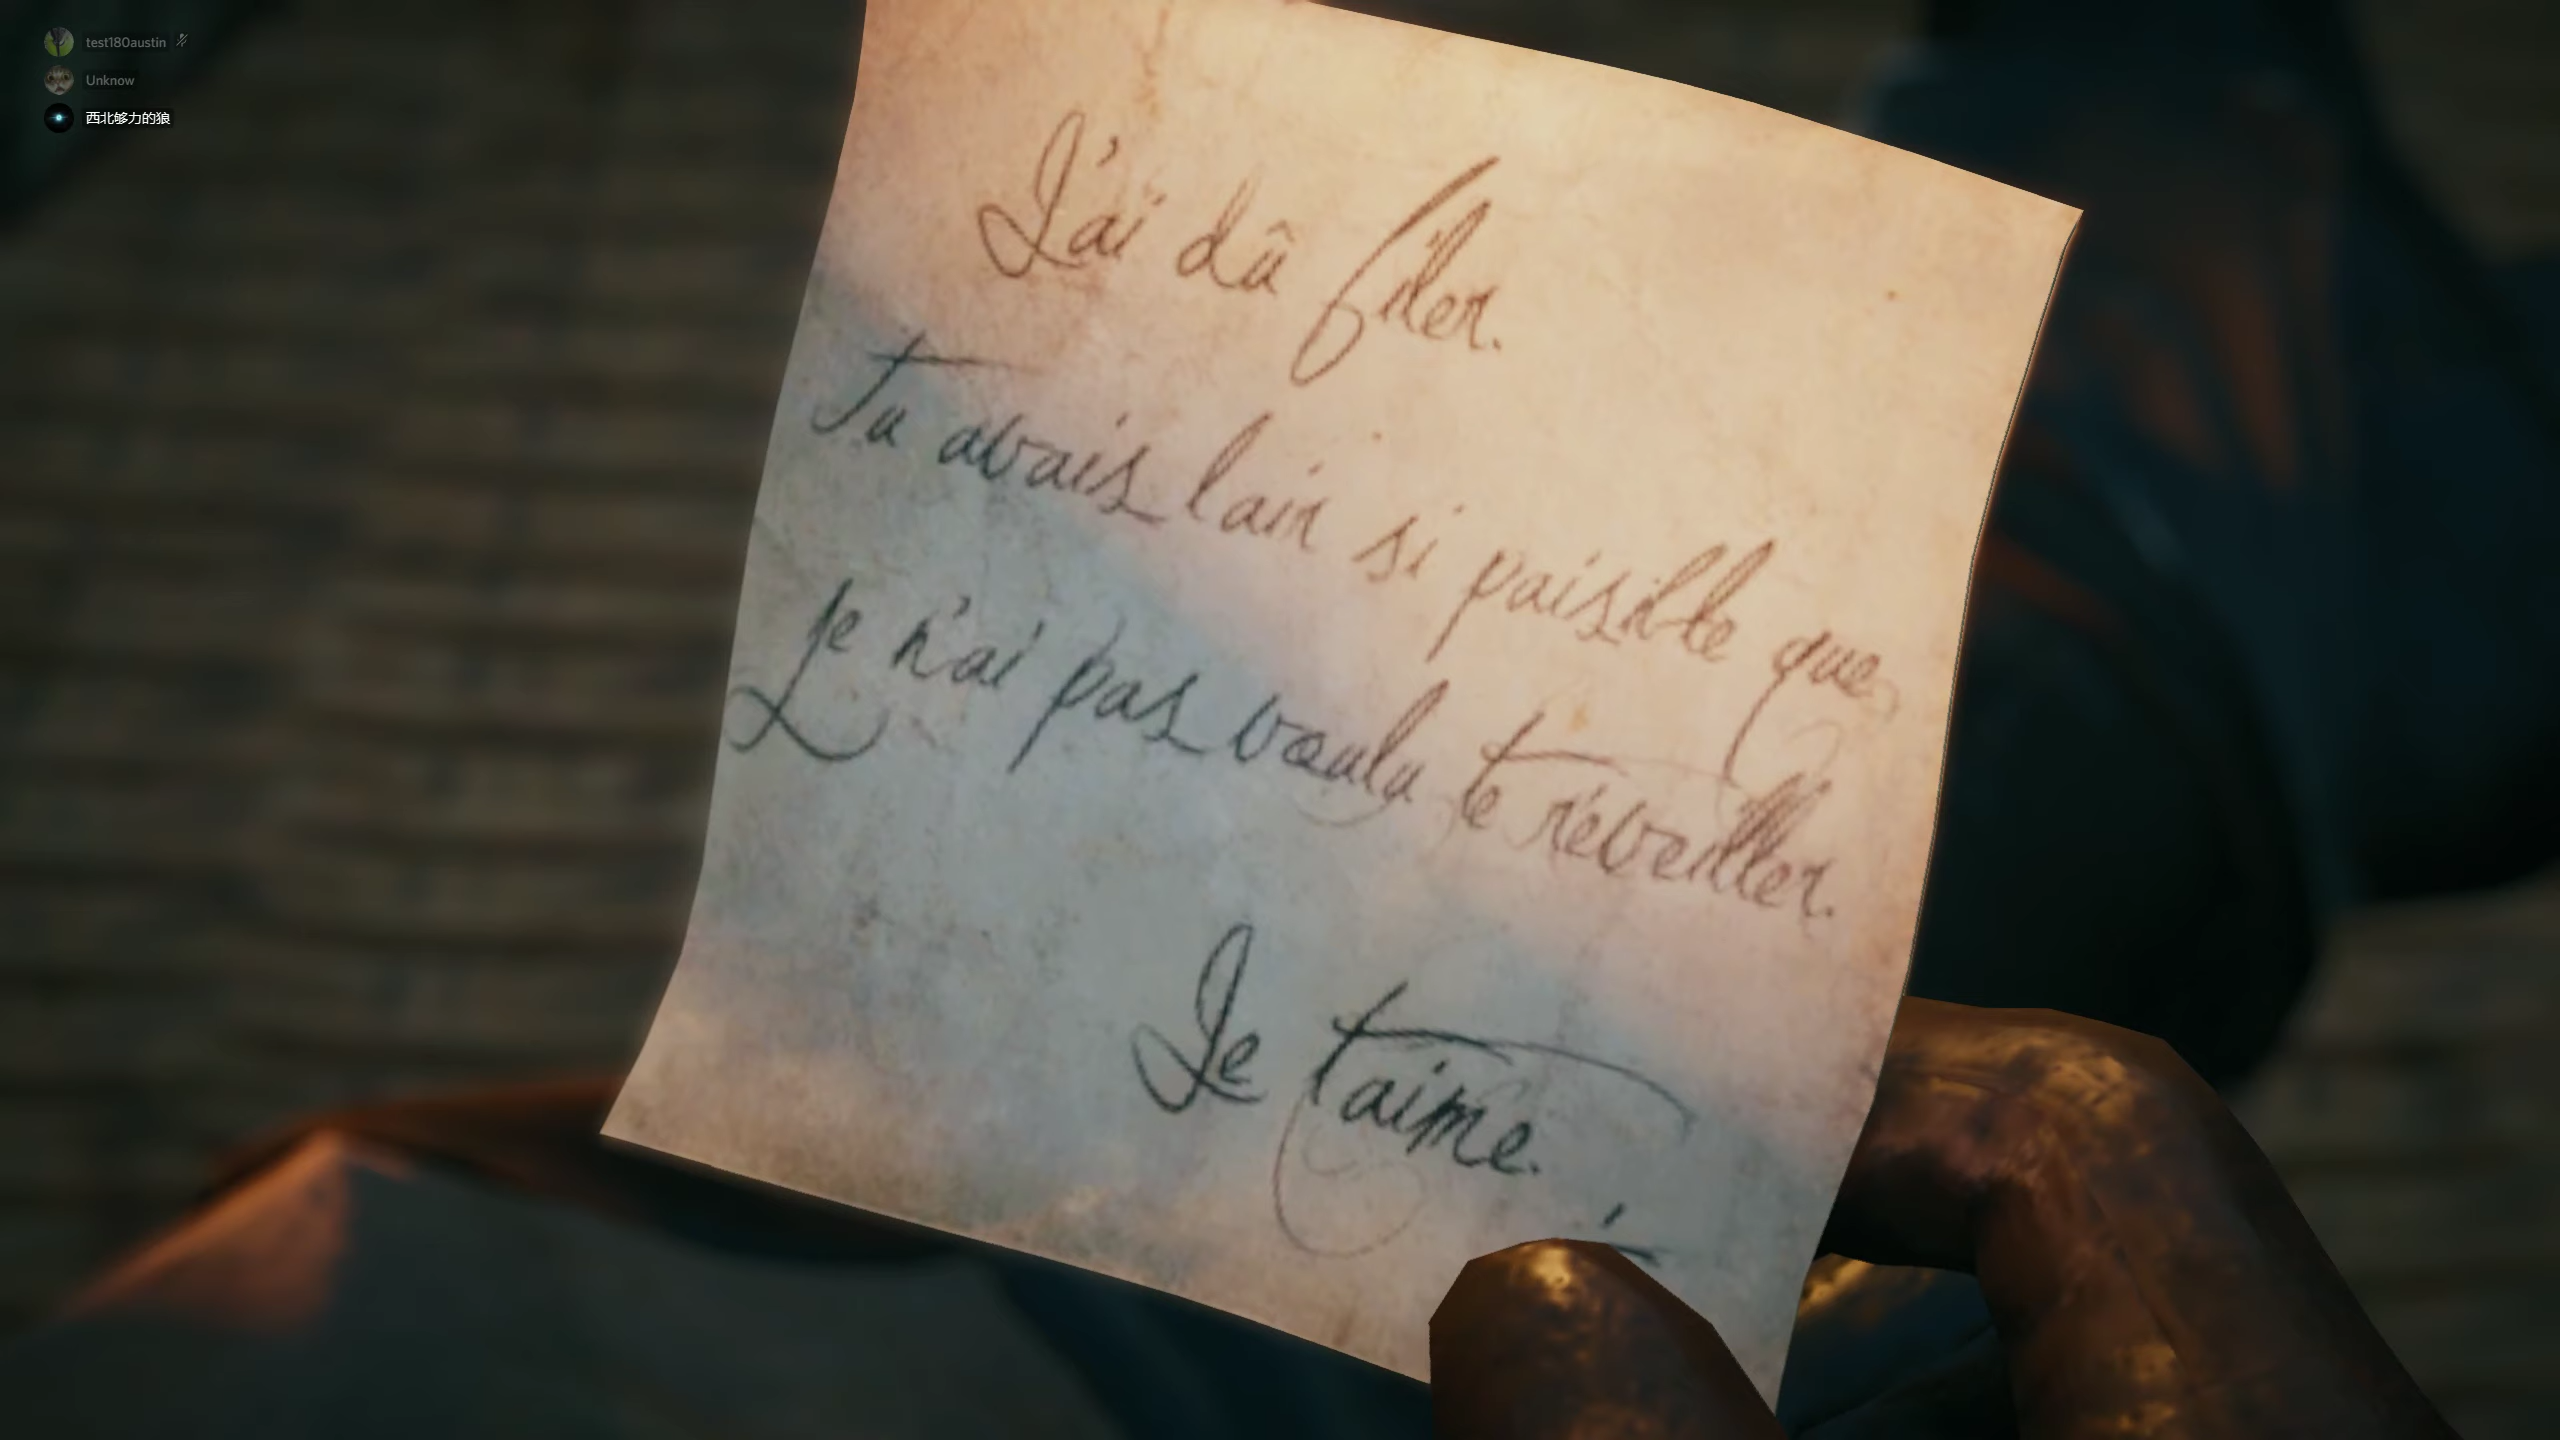 test180austin
Unknow
西北够力的狼
J'ai dû filer.
Tu avais l'air si paisible que
je n'ai pas voulu te réveiller.
Je t'aime.